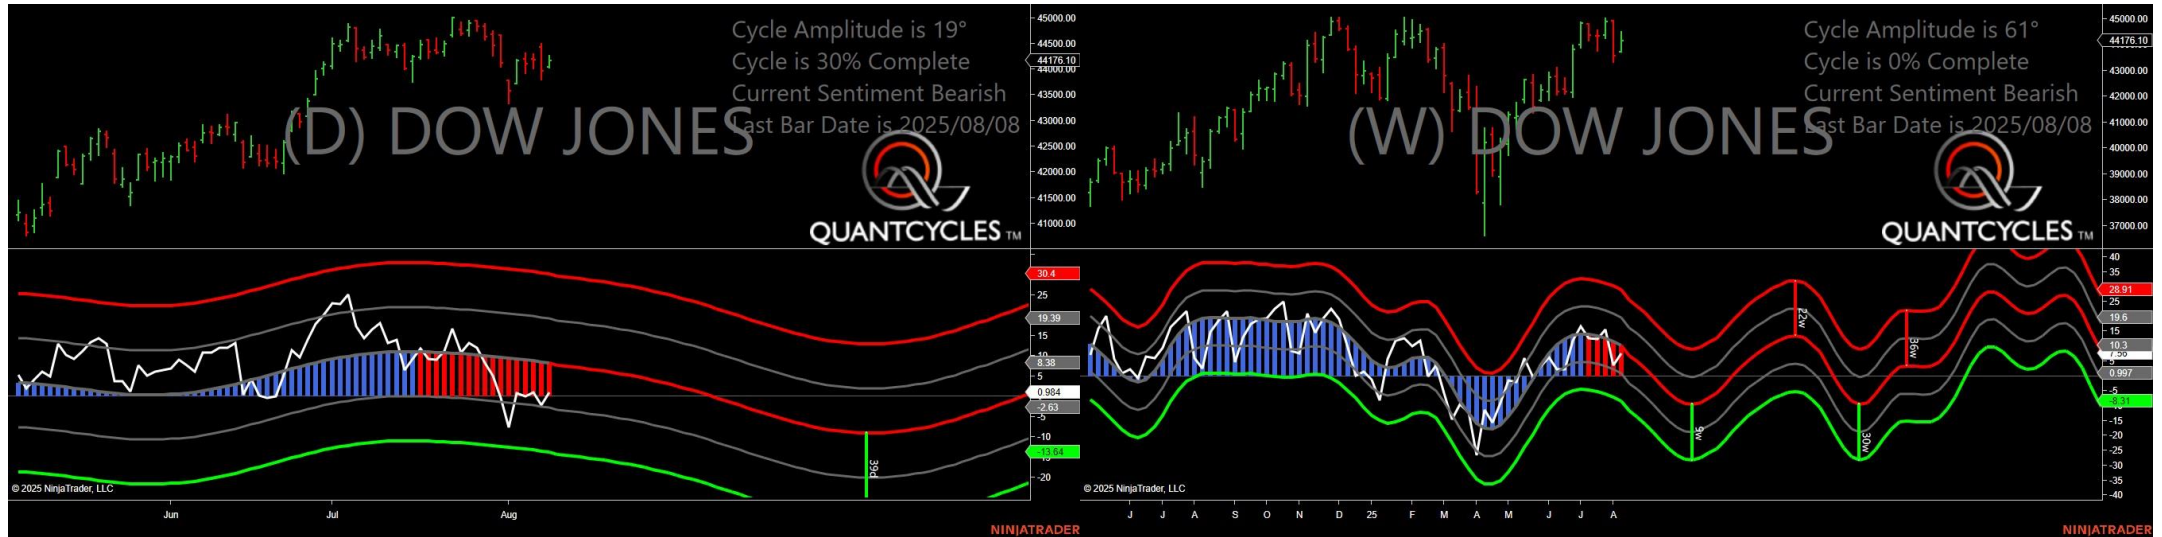 Cycle Amplitude is 19°
Cycle is 30% Complete
Current Sentiment Bearish
Last Bar Date is 2025/08/08
(D) DOW JONES
QUANTCYCLES TM
45000.00
44500.00
44176.10
44000.00
43500.00
43000.00
42500.00
42000.00
41500.00
41000.00
30.4
25
19.39
15
10
8.38
5
0.984
-2.63
-5
-10
-13.64
-20
39d
© 2025 NinjaTrader, LLC
Jun
Jul
Aug
NINJATRADER
Cycle Amplitude is 61°
Cycle is 0% Complete
Current Sentiment Bearish
Last Bar Date is 2025/08/08
(W) DOW JONES
QUANTCYCLES TM
45000.00
44176.10
43000.00
42000.00
41000.00
40000.00
39000.00
38000.00
37000.00
40
35
28.91
25
19.6
15
10.3
7.56
0.997
-5
-8.31
-15
-20
-25
-30
-35
-40
22w
36w
9w
30w
© 2025 NinjaTrader, LLC
J J A S O N D 25 F M A M J J A
NINJATRADER